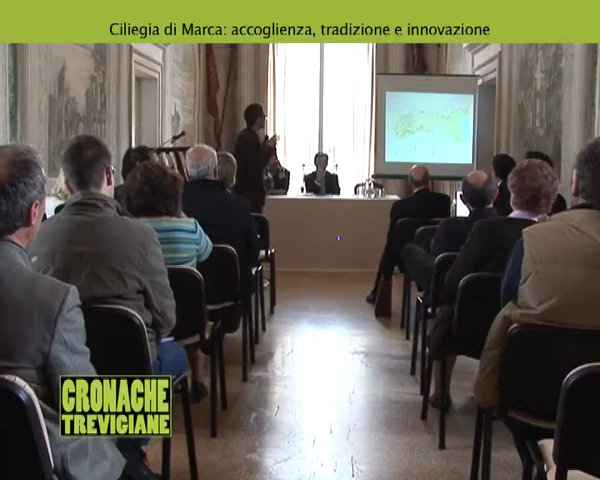 Ciliegia di Marca: accoglienza, tradizione e innovazione
CRONACHE
TREVIGIANE